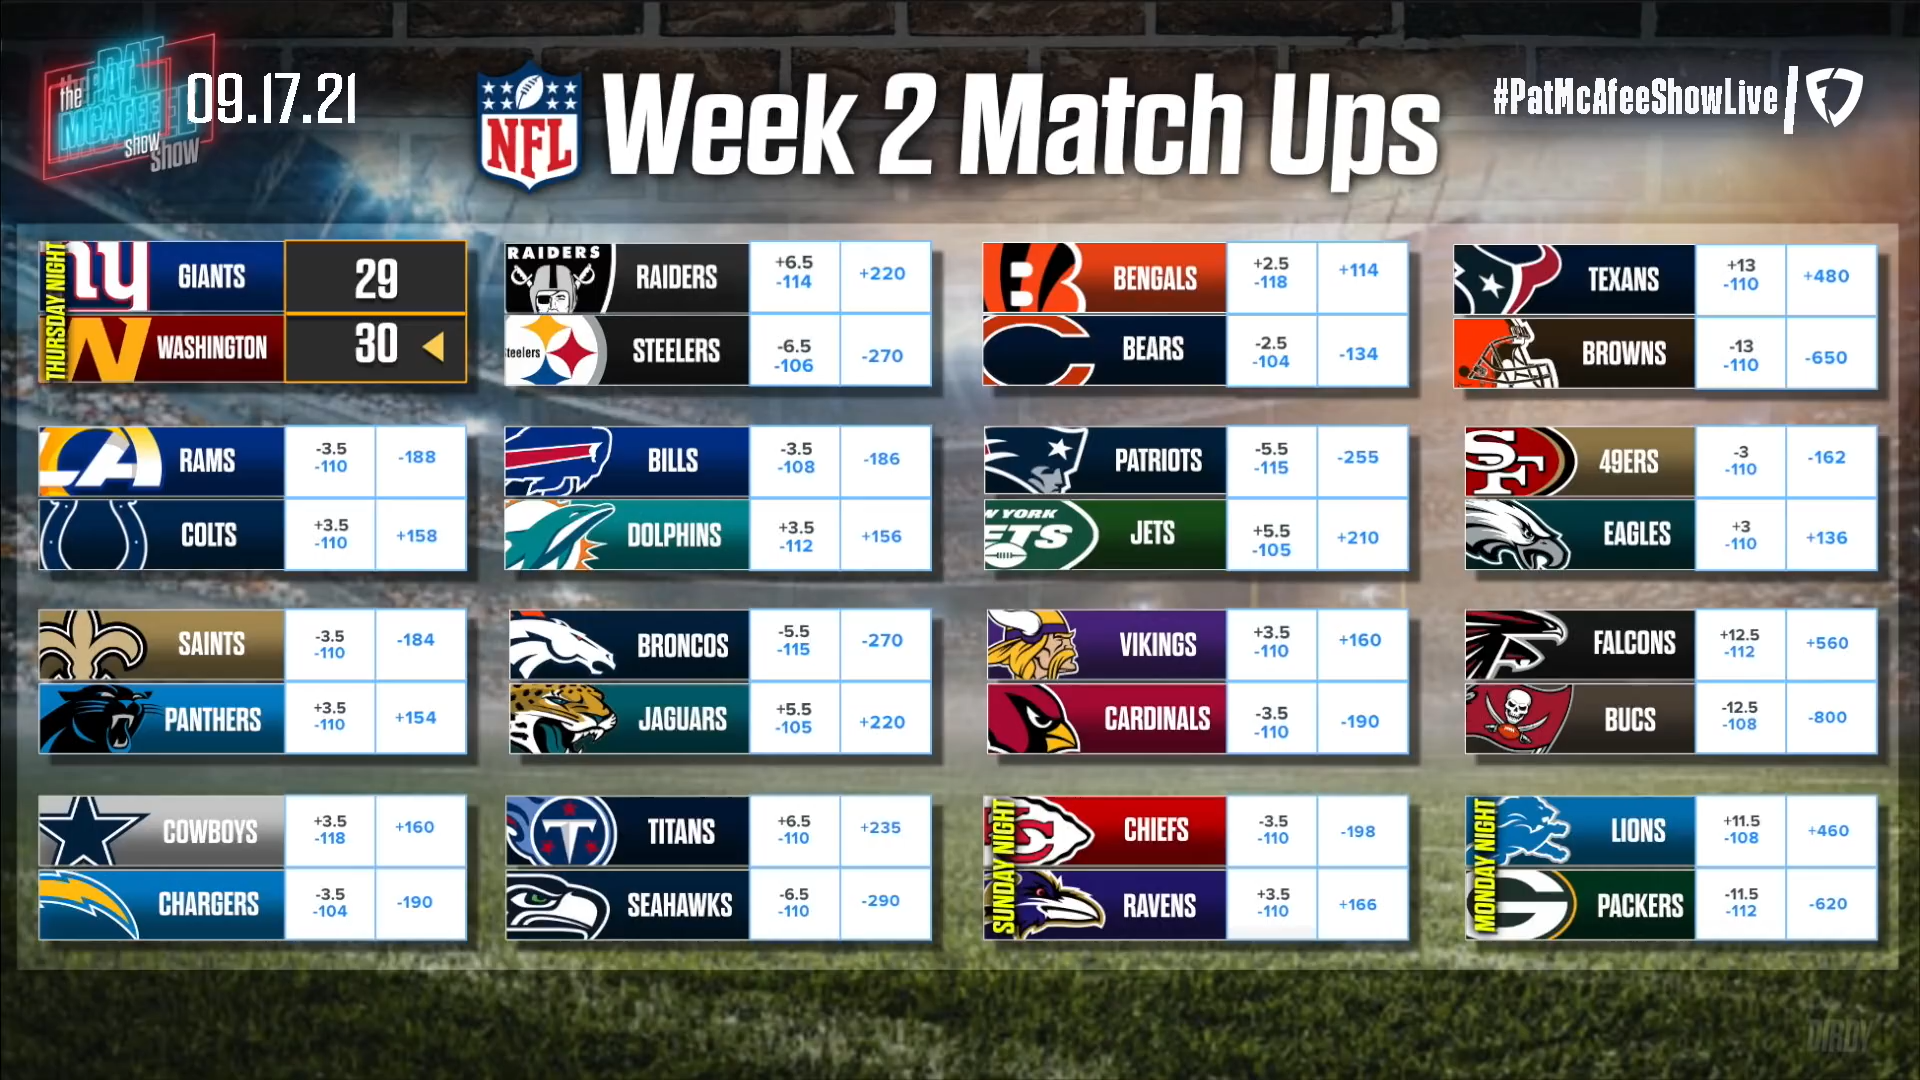 the PAT MCAFEE show
show
09.17.21
NFL
Week 2 Match Ups
#PatMcAfeeShowLive
THURSDAY NIGHT
GIANTS 29
WASHINGTON 30
RAIDERS
RAIDERS +6.5 -114 +220
Steelers
STEELERS -6.5 -106 -270
BENGALS +2.5 -118 +114
BEARS -2.5 -104 -134
TEXANS +13 -110 +480
BROWNS -13 -110 -650
RAMS -3.5 -110 -188
COLTS +3.5 -110 +158
BILLS -3.5 -108 -186
DOLPHINS +3.5 -112 +156
PATRIOTS -5.5 -115 -255
JETS +5.5 -105 +210
49ERS -3 -110 -162
EAGLES +3 -110 +136
SAINTS -3.5 -110 -184
PANTHERS +3.5 -110 +154
BRONCOS -5.5 -115 -270
JAGUARS +5.5 -105 +220
VIKINGS +3.5 -110 +160
CARDINALS -3.5 -110 -190
FALCONS +12.5 -112 +560
BUCS -12.5 -108 -800
COWBOYS +3.5 -118 +160
CHARGERS -3.5 -104 -190
TITANS +6.5 -110 +235
SEAHAWKS -6.5 -110 -290
SUNDAY NIGHT
CHIEFS -3.5 -110 -198
RAVENS +3.5 -110 +166
MONDAY NIGHT
LIONS +11.5 -108 +460
PACKERS -11.5 -112 -620
DIRDY